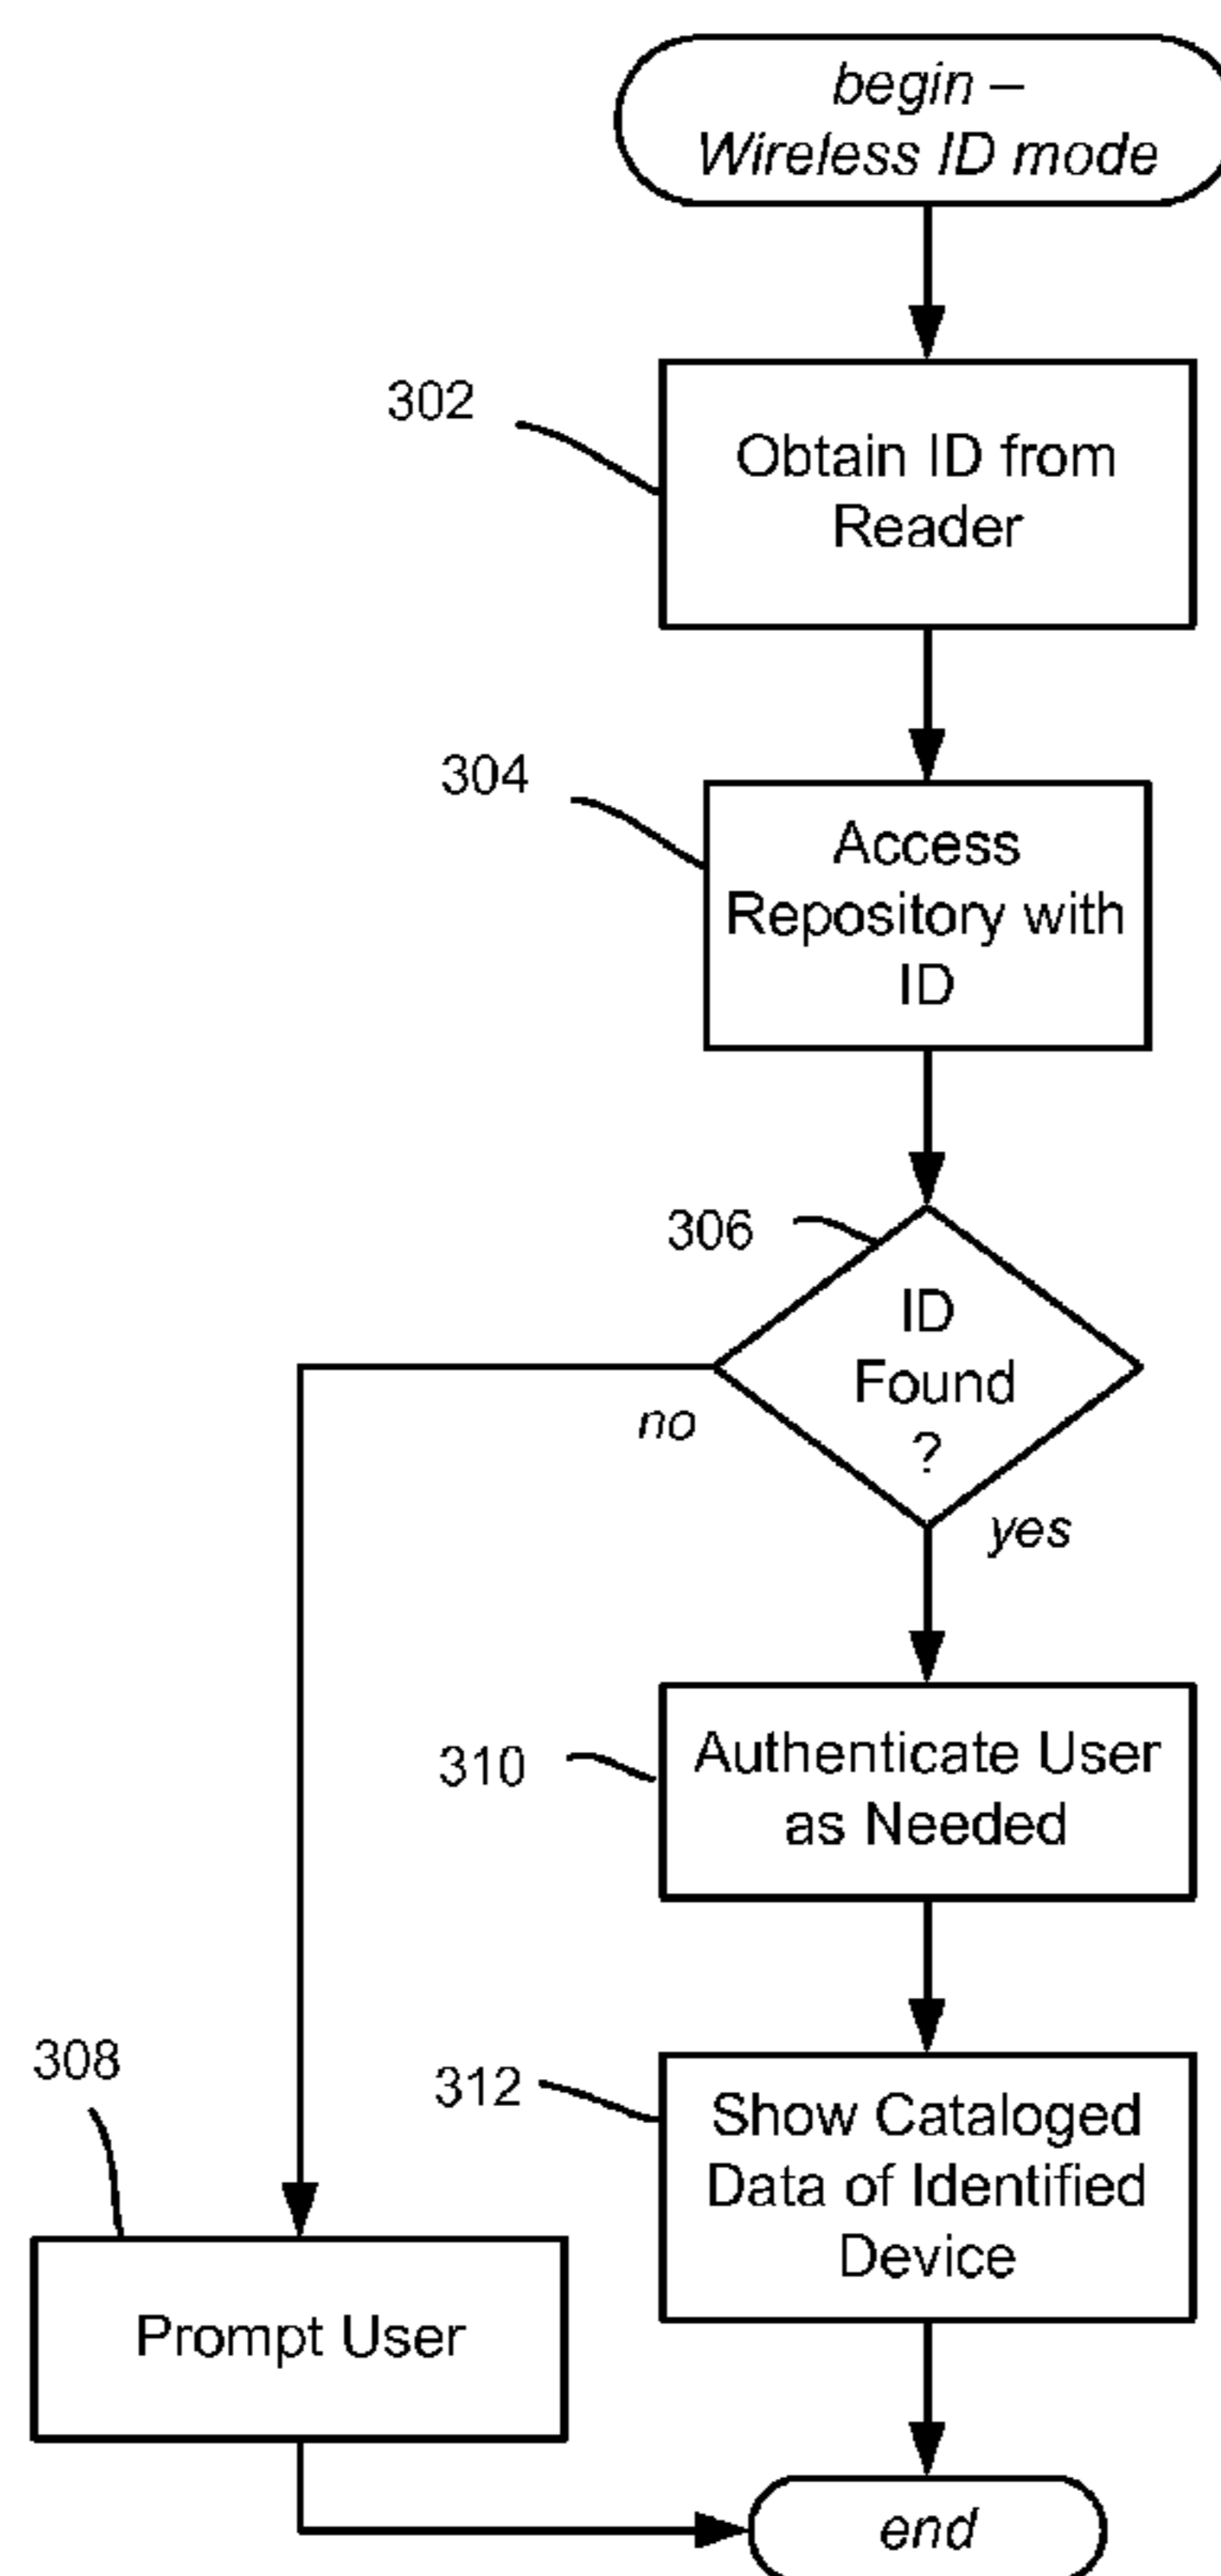 begin –
Wireless ID mode
302
Obtain ID from
Reader
304
Access
Repository with
ID
306
ID
Found
?
no
yes
310
Authenticate User
as Needed
308
312
Show Cataloged
Data of Identified
Device
Prompt User
end